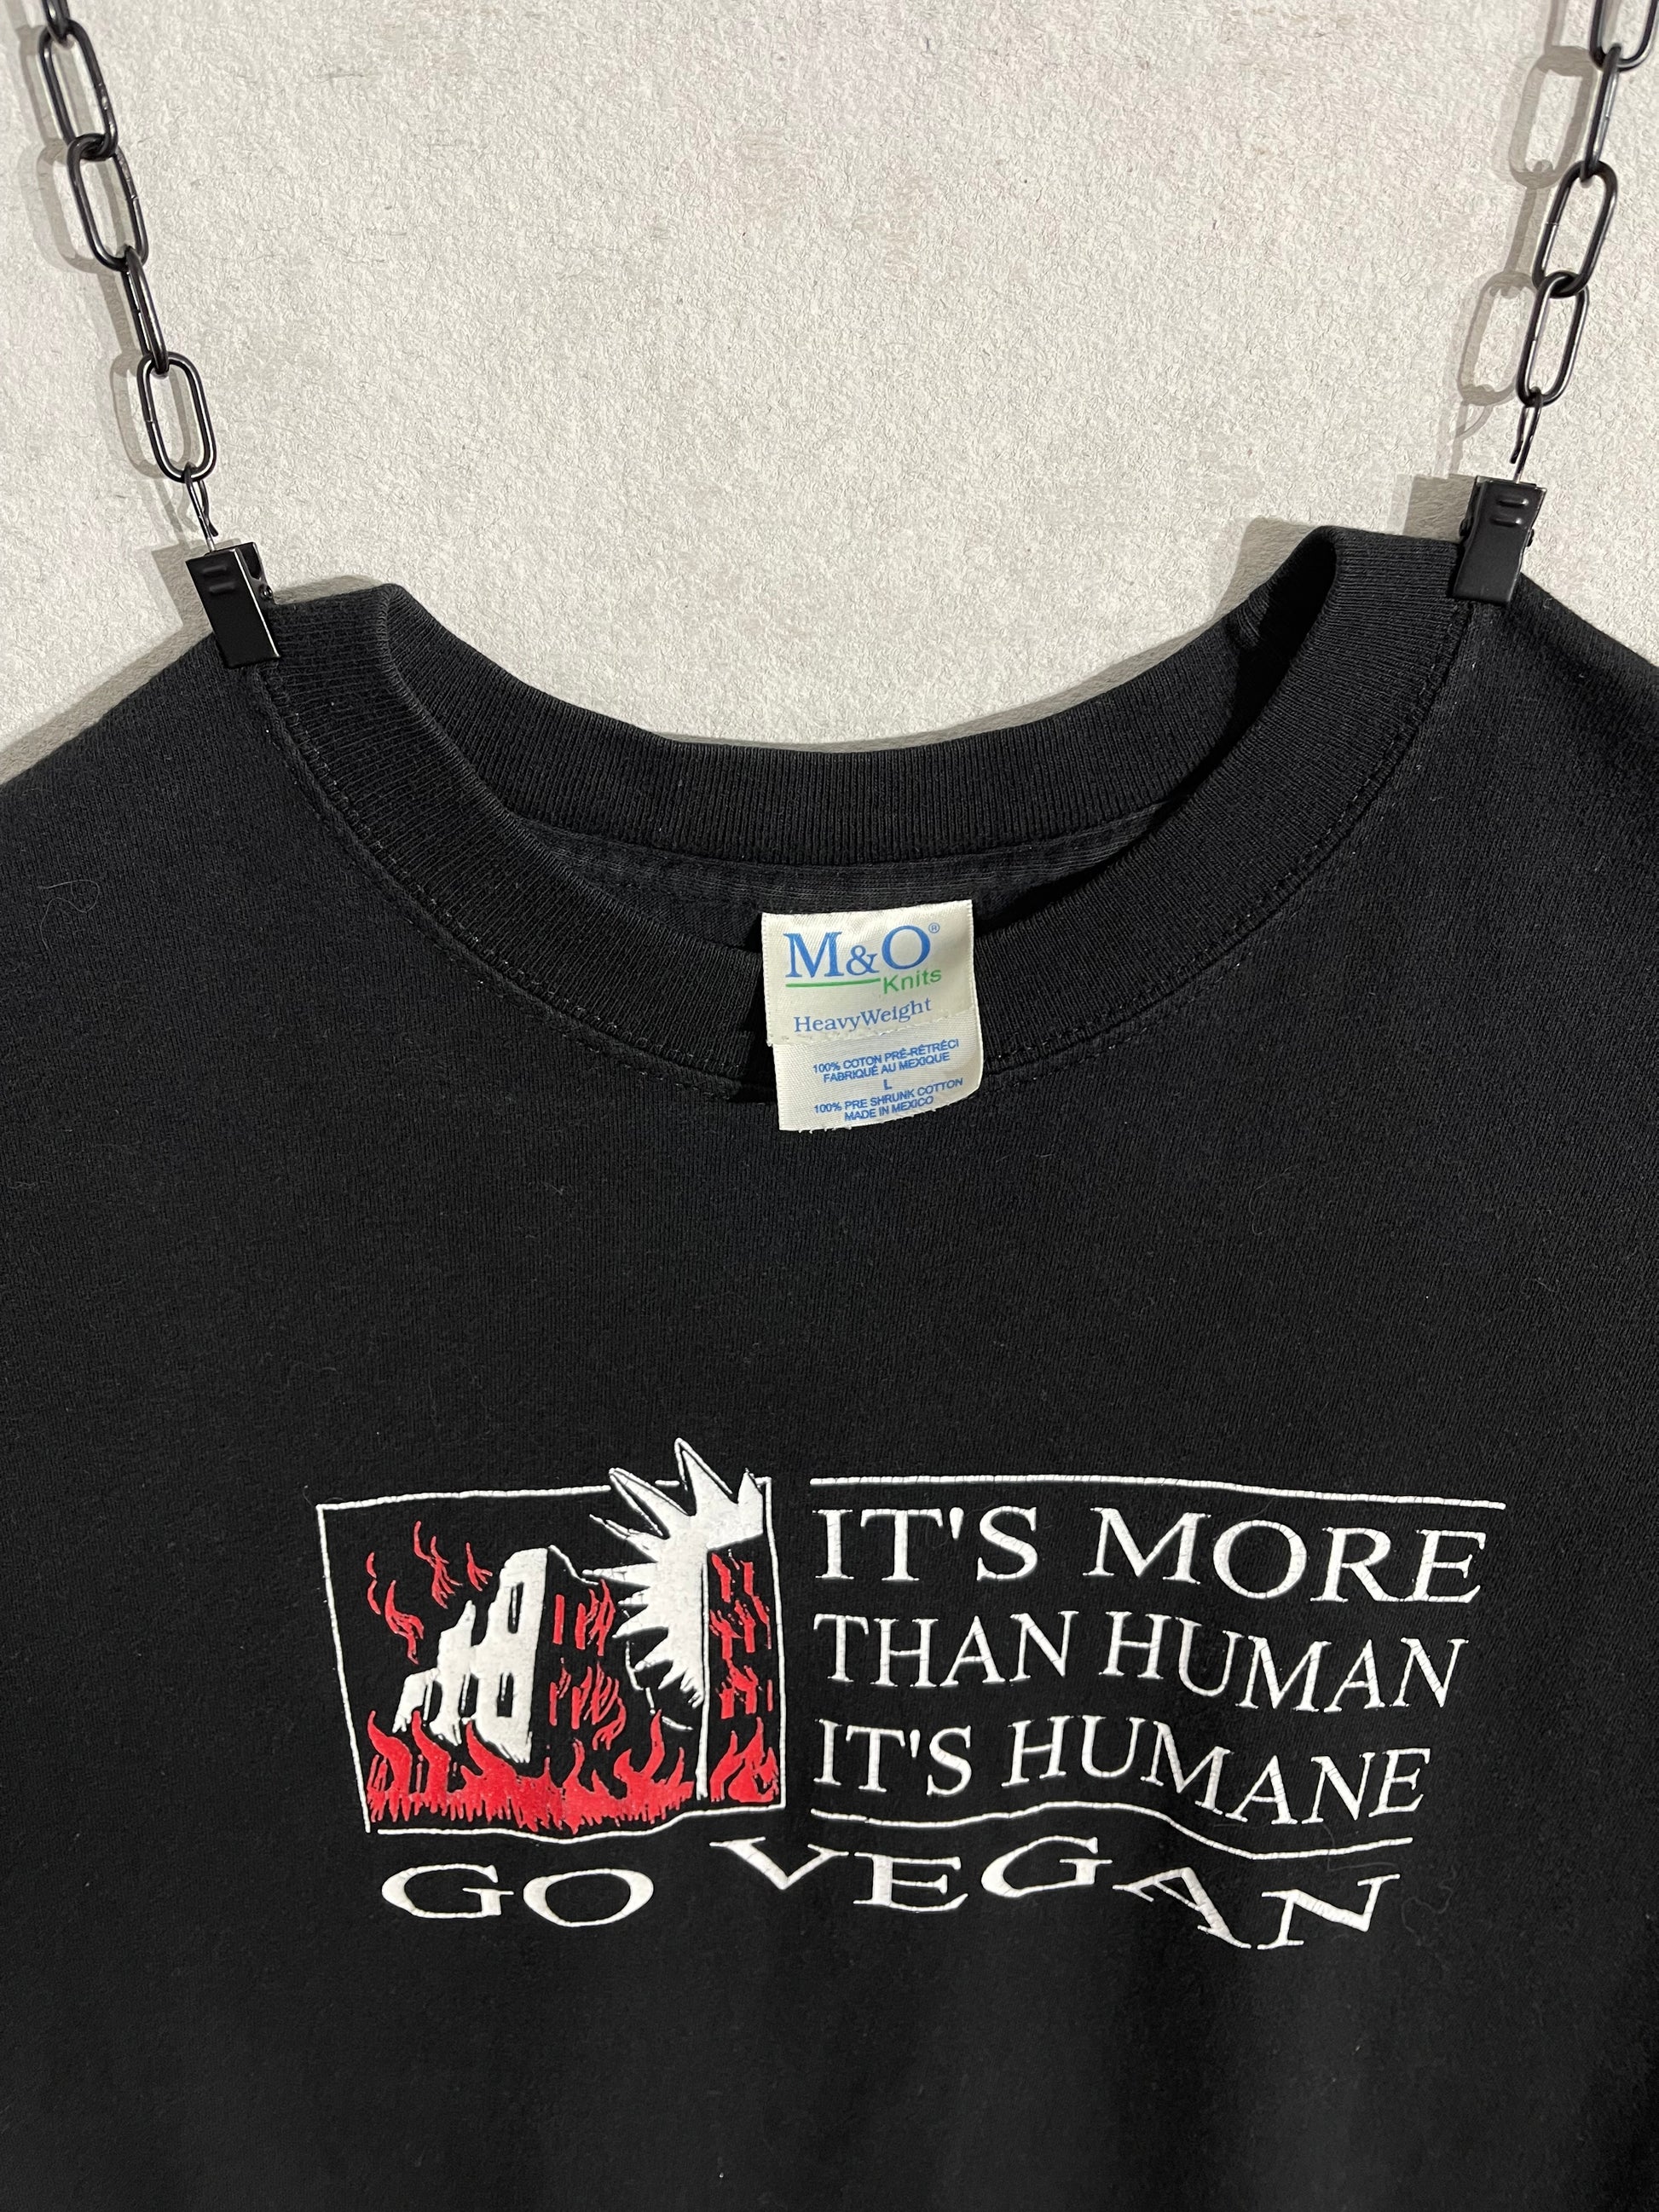 M&O®
Knits
HeavyWeight
100% COTON PRÉ-RÉTRÉCI
FABRIQUÉ AU MEXIQUE
L
100% PRE SHRUNK COTTON
MADE IN MEXICO
IT'S MORE
THAN HUMAN
IT'S HUMANE
GO VEGAN